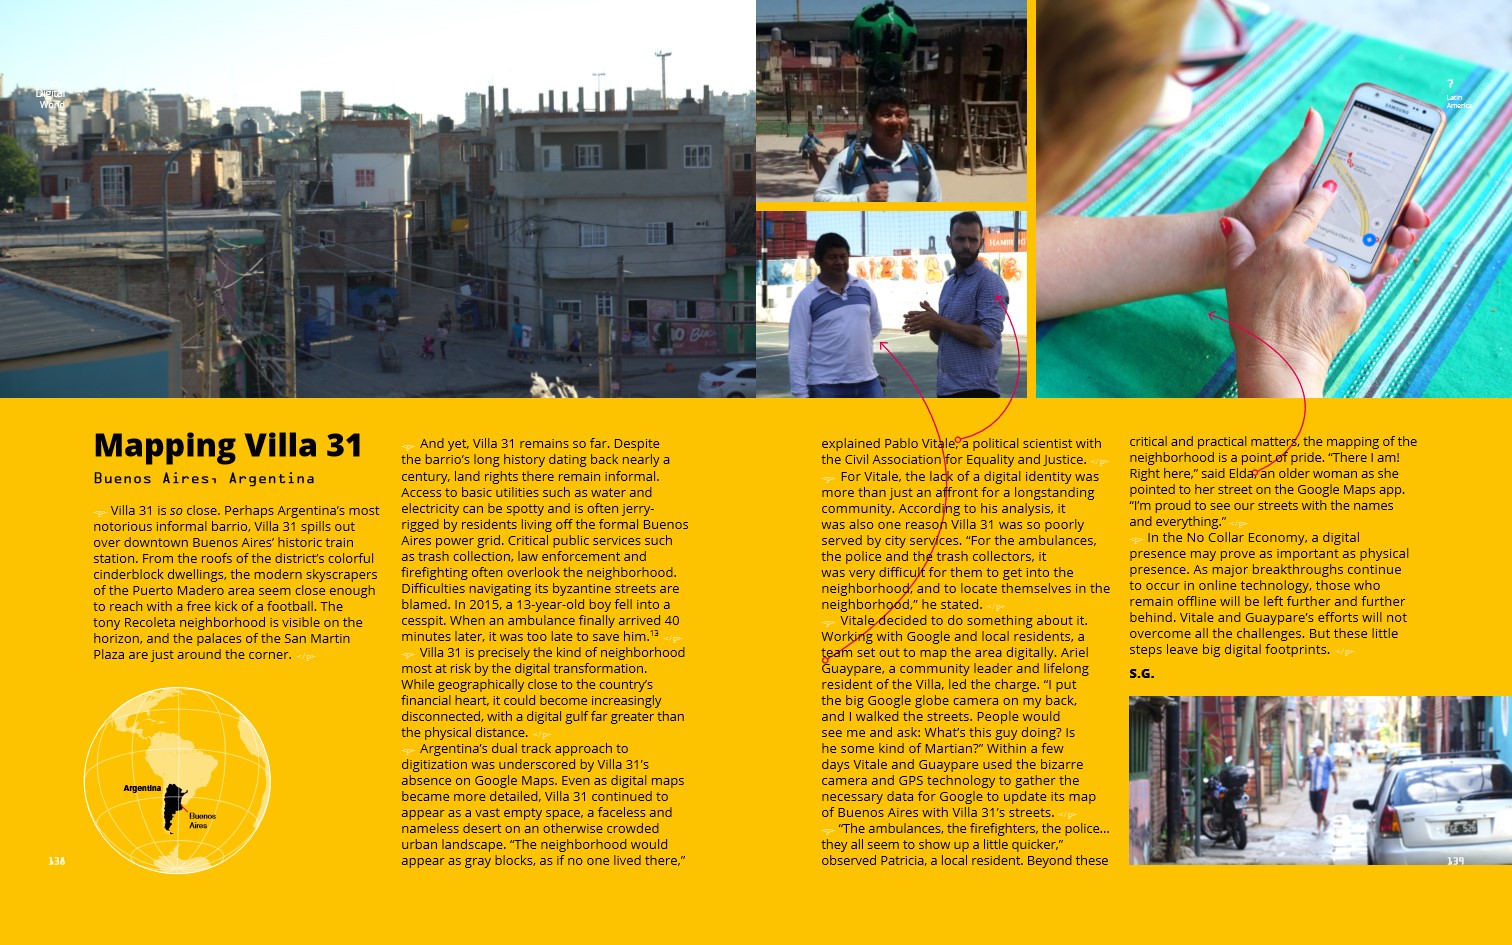 Digital
World
7
Latin
America
SAMSUNG
Mapping Villa 31
Buenos Aires, Argentina
<p> Villa 31 is so close. Perhaps Argentina’s most
notorious informal barrio, Villa 31 spills out
over downtown Buenos Aires’ historic train
station. From the roofs of the district’s colorful
cinderblock dwellings, the modern skyscrapers
of the Puerto Madero area seem close enough
to reach with a free kick of a football. The
tony Recoleta neighborhood is visible on the
horizon, and the palaces of the San Martin
Plaza are just around the corner. </p>
Argentina
Buenos
Aires
138
<p> And yet, Villa 31 remains so far. Despite
the barrio’s long history dating back nearly a
century, land rights there remain informal.
Access to basic utilities such as water and
electricity can be spotty and is often jerry-
rigged by residents living off the formal Buenos
Aires power grid. Critical public services such
as trash collection, law enforcement and
firefighting often overlook the neighborhood.
Difficulties navigating its byzantine streets are
blamed. In 2015, a 13-year-old boy fell into a
cesspit. When an ambulance finally arrived 40
minutes later, it was too late to save him.¹³ </p>
<p> Villa 31 is precisely the kind of neighborhood
most at risk by the digital transformation.
While geographically close to the country’s
financial heart, it could become increasingly
disconnected, with a digital gulf far greater than
the physical distance. </p>
<p> Argentina’s dual track approach to
digitization was underscored by Villa 31’s
absence on Google Maps. Even as digital maps
became more detailed, Villa 31 continued to
appear as a vast empty space, a faceless and
nameless desert on an otherwise crowded
urban landscape. “The neighborhood would
appear as gray blocks, as if no one lived there,”
explained Pablo Vitale, a political scientist with
the Civil Association for Equality and Justice. </p>
<p> For Vitale, the lack of a digital identity was
more than just an affront for a longstanding
community. According to his analysis, it
was also one reason Villa 31 was so poorly
served by city services. “For the ambulances,
the police and the trash collectors, it
was very difficult for them to get into the
neighborhood, and to locate themselves in the
neighborhood,” he stated. </p>
<p> Vitale decided to do something about it.
Working with Google and local residents, a
team set out to map the area digitally. Ariel
Guaypare, a community leader and lifelong
resident of the Villa, led the charge. “I put
the big Google globe camera on my back,
and I walked the streets. People would
see me and ask: What’s this guy doing? Is
he some kind of Martian?” Within a few
days Vitale and Guaypare used the bizarre
camera and GPS technology to gather the
necessary data for Google to update its map
of Buenos Aires with Villa 31’s streets. </p>
<p> “The ambulances, the firefighters, the police…
they all seem to show up a little quicker,”
observed Patricia, a local resident. Beyond these
critical and practical matters, the mapping of the
neighborhood is a point of pride. “There I am!
Right here,” said Elda, an older woman as she
pointed to her street on the Google Maps app.
“I’m proud to see our streets with the names
and everything.” </p>
<p> In the No Collar Economy, a digital
presence may prove as important as physical
presence. As major breakthroughs continue
to occur in online technology, those who
remain offline will be left further and further
behind. Vitale and Guaypare’s efforts will not
overcome all the challenges. But these little
steps leave big digital footprints. </p>
S.G.
139